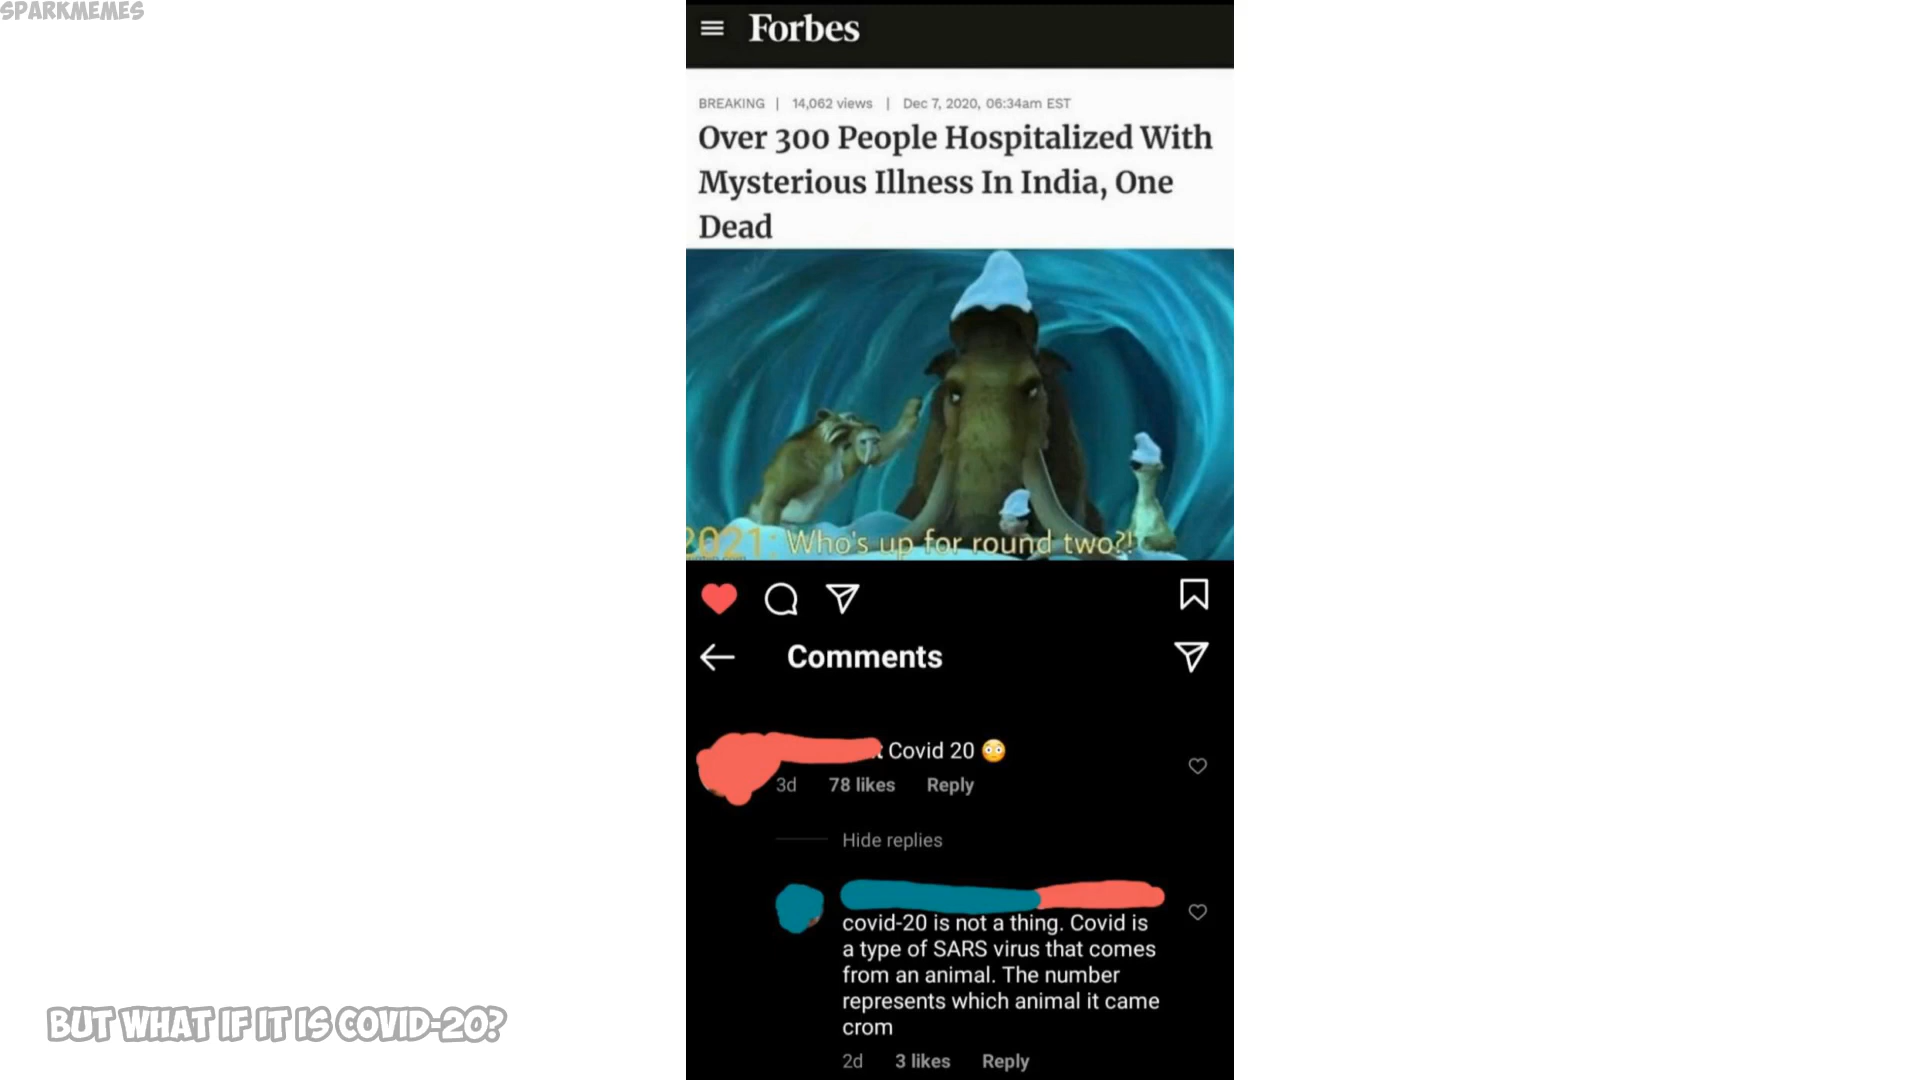 SPARKMEMES
Forbes
BREAKING | 14,062 views | Dec 7, 2020, 06:34am EST
Over 300 People Hospitalized With
Mysterious Illness In India, One
Dead
2021: Who's up for round two?!
Comments
Covid 20 😳
3d 78 likes Reply
Hide replies
covid-20 is not a thing. Covid is
a type of SARS virus that comes
from an animal. The number
represents which animal it came
crom
2d 3 likes Reply
BUT WHAT IF IT IS COVID-20?